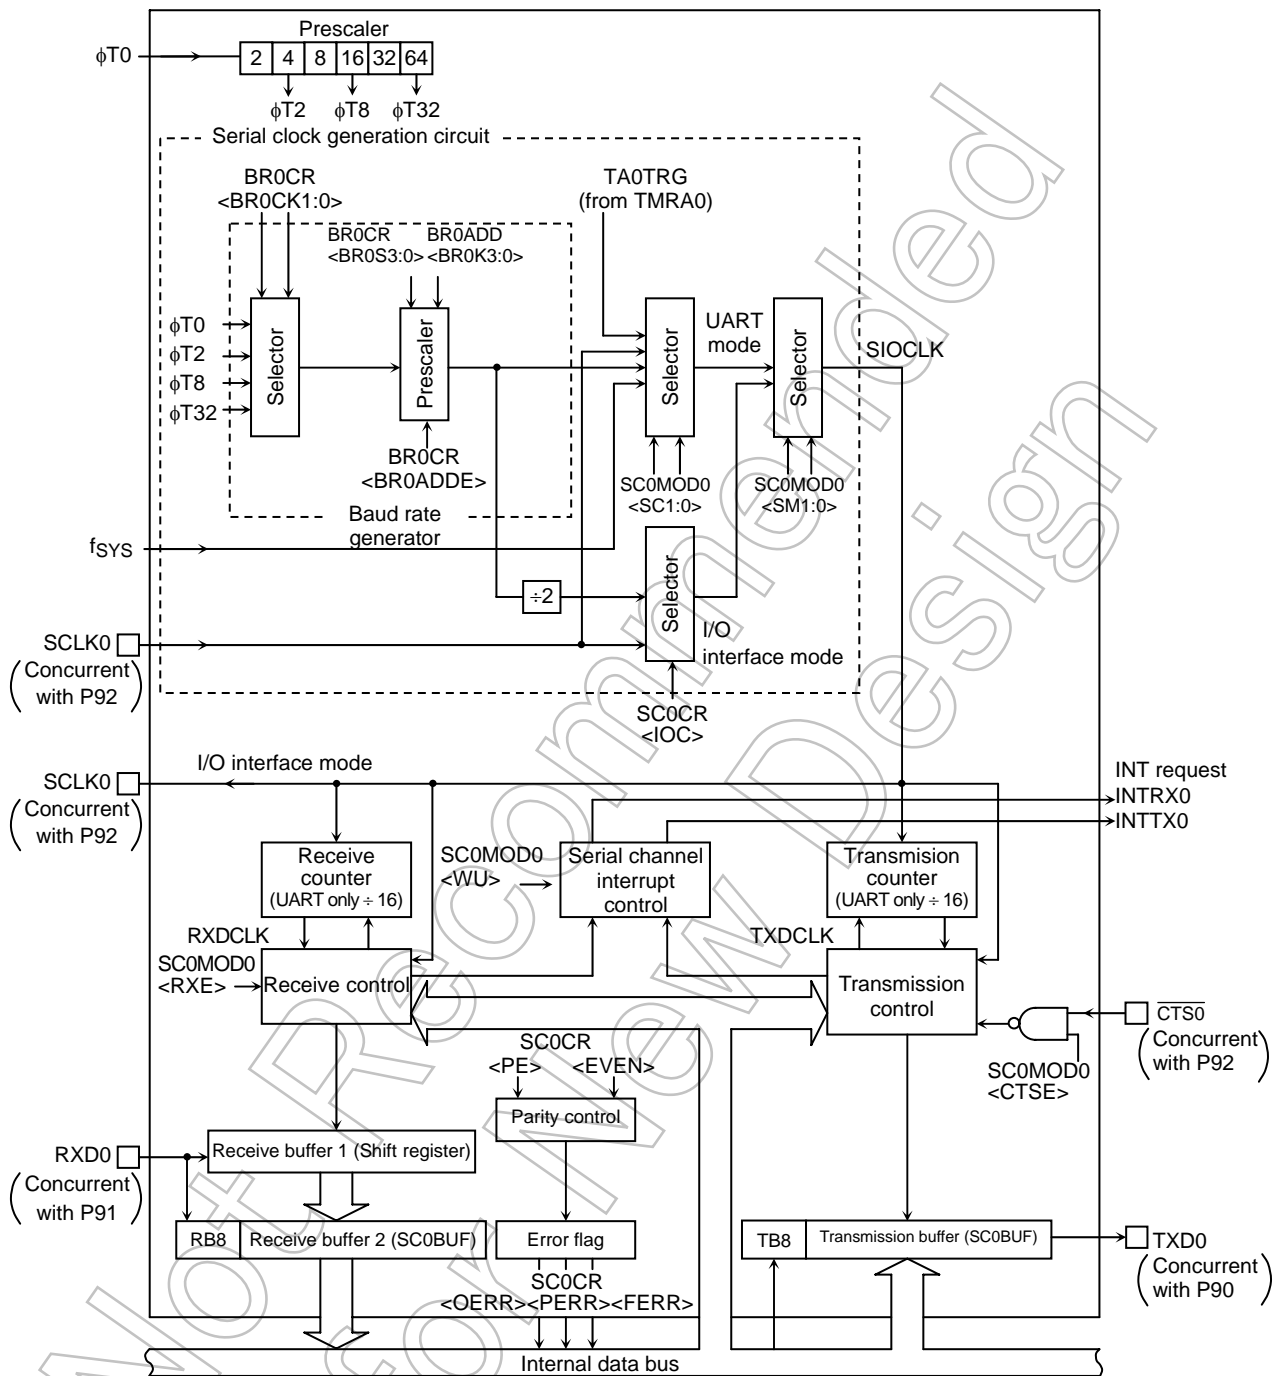 Prescaler
ϕT0
2 4 8 16 32 64
ϕT2 ϕT8 ϕT32
Serial clock generation circuit
BR0CR
<BR0CK1:0>
TA0TRG
(from TMRA0)
BR0CR
<BR0S3:0>
BR0ADD
<BR0K3:0>
ϕT0
ϕT2
ϕT8
ϕT32
Selector
Prescaler
Selector
UART
mode
Selector
SIOCLK
BR0CR
<BR0ADDE>
SC0MOD0
<SC1:0>
SC0MOD0
<SM1:0>
Baud rate
generator
fSYS
÷2
Selector
I/O
interface mode
SCLK0
(Concurrent
with P92)
SC0CR
<IOC>
I/O interface mode
SCLK0
(Concurrent
with P92)
INT request
INTRX0
INTTX0
Receive
counter
(UART only ÷ 16)
SC0MOD0
<WU>
Serial channel
interrupt
control
Transmision
counter
(UART only ÷ 16)
RXDCLK
TXDCLK
SC0MOD0
<RXE>
Receive control
Transmission
control
CTS0
(Concurrent
with P92)
SC0MOD0
<CTSE>
SC0CR
<PE> <EVEN>
Parity control
RXD0
(Concurrent
with P91)
Receive buffer 1 (Shift register)
RB8
Receive buffer 2 (SC0BUF)
Error flag
TB8
Transmission buffer (SC0BUF)
TXD0
(Concurrent
with P90)
SC0CR
<OERR><PERR><FERR>
Internal data bus
Not Recommended
for New Design